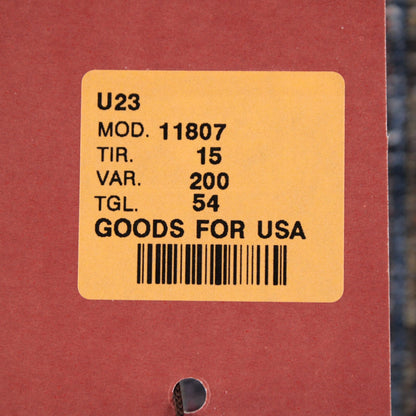 U23
MOD. 11807
TIR. 15
VAR. 200
TGL. 54
GOODS FOR USA